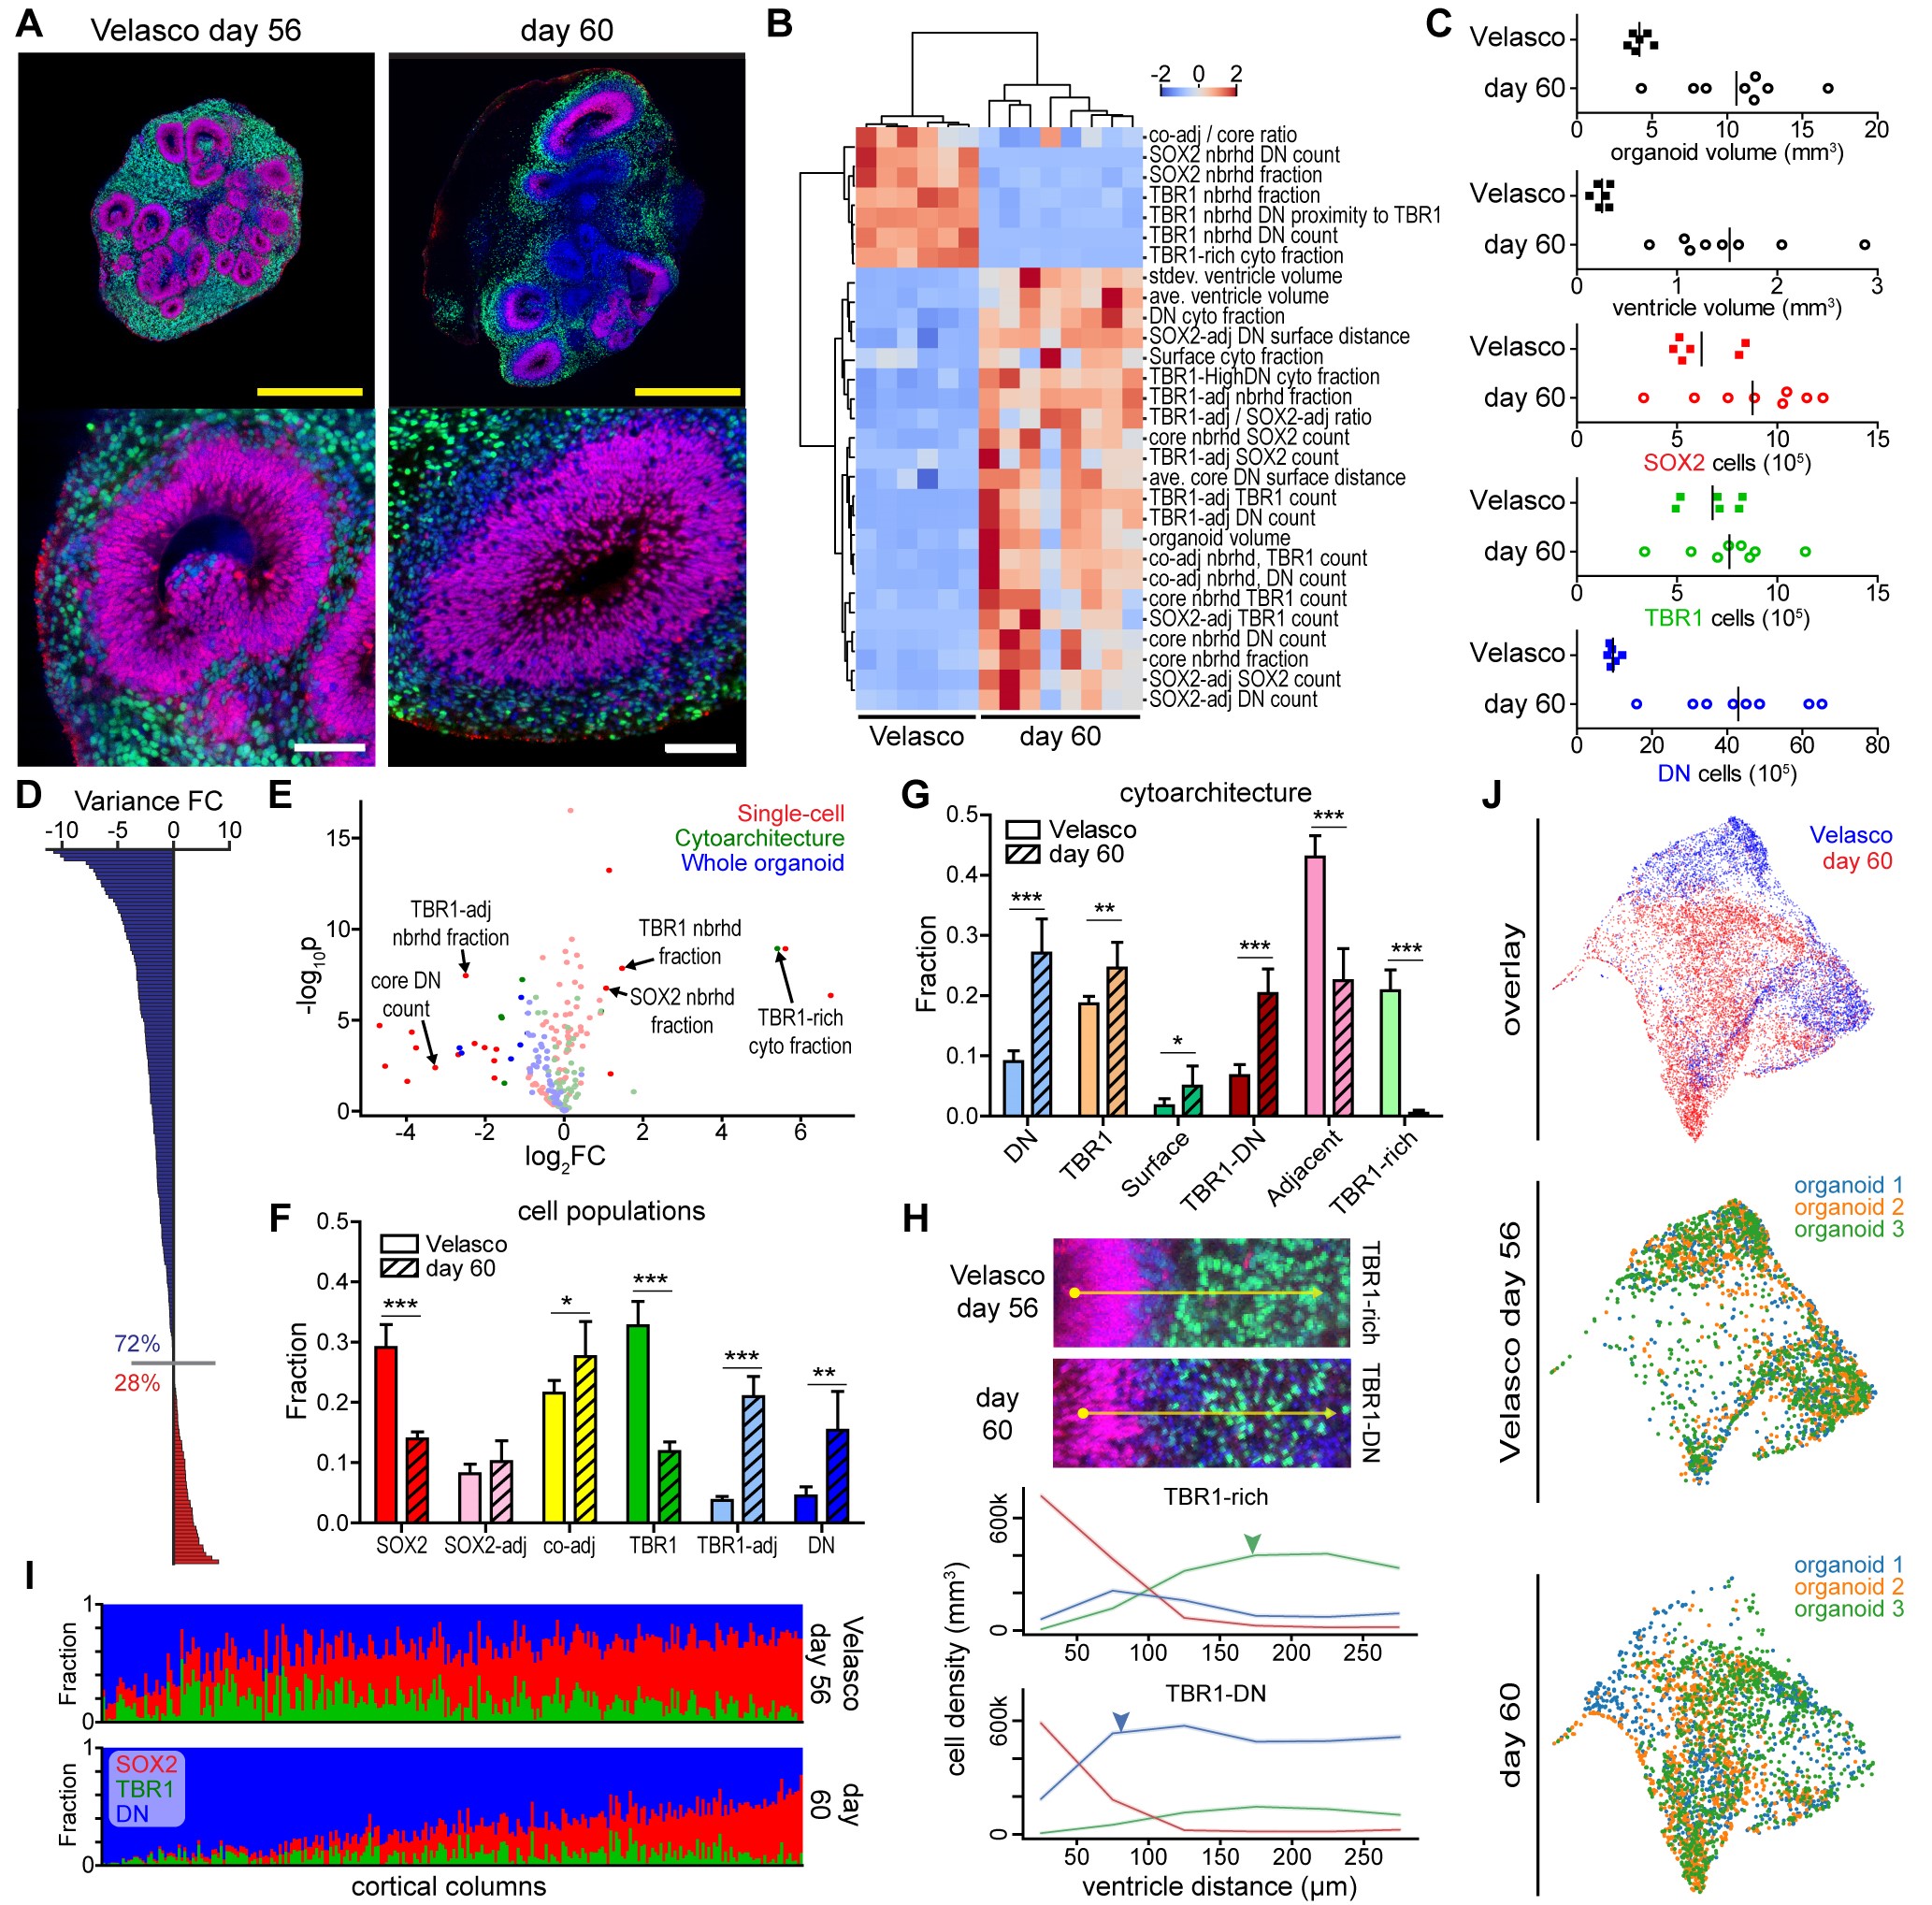 A
Velasco day 56
day 60
B
-2 0 2
co-adj / core ratio
SOX2 nbrhd DN count
SOX2 nbrhd fraction
TBR1 nbrhd fraction
TBR1 nbrhd DN proximity to TBR1
TBR1 nbrhd DN count
TBR1-rich cyto fraction
stdev. ventricle volume
ave. ventricle volume
DN cyto fraction
SOX2-adj DN surface distance
Surface cyto fraction
TBR1-HighDN cyto fraction
TBR1-adj nbrhd fraction
TBR1-adj / SOX2-adj ratio
core nbrhd SOX2 count
TBR1-adj SOX2 count
ave. core DN surface distance
TBR1-adj TBR1 count
TBR1-adj DN count
organoid volume
co-adj nbrhd, TBR1 count
co-adj nbrhd, DN count
core nbrhd TBR1 count
SOX2-adj TBR1 count
core nbrhd DN count
core nbrhd fraction
SOX2-adj SOX2 count
SOX2-adj DN count
Velasco
day 60
C
Velasco
day 60
0 5 10 15 20
organoid volume (mm³)
Velasco
day 60
0 1 2 3
ventricle volume (mm³)
Velasco
day 60
0 5 10 15
SOX2 cells (10⁵)
Velasco
day 60
0 5 10 15
TBR1 cells (10⁵)
Velasco
day 60
0 20 40 60 80
DN cells (10⁵)
D
Variance FC
-10 -5 0 10
72%
28%
E
Single-cell
Cytoarchitecture
Whole organoid
15
10
5
0
-log₁₀p
TBR1-adj
nbrhd fraction
core DN
count
TBR1 nbrhd
fraction
SOX2 nbrhd
fraction
TBR1-rich
cyto fraction
-4 -2 0 2 4 6
log₂FC
F
cell populations
Velasco
day 60
0.5
0.4
0.3
0.2
0.1
0.0
Fraction
***
*
***
***
**
SOX2 SOX2-adj co-adj TBR1 TBR1-adj DN
G
cytoarchitecture
Velasco
day 60
0.5
0.4
0.3
0.2
0.1
0.0
Fraction
***
**
*
***
***
***
DN
TBR1
Surface
TBR1-DN
Adjacent
TBR1-rich
H
Velasco
day 56
TBR1-rich
day
60
TBR1-DN
TBR1-rich
600k
0
50 100 150 200 250
TBR1-DN
600k
0
50 100 150 200 250
cell density (mm³)
ventricle distance (µm)
I
1
0
Fraction
Velasco
day 56
1
0
Fraction
SOX2
TBR1
DN
day
60
cortical columns
J
overlay
Velasco
day 60
Velasco day 56
organoid 1
organoid 2
organoid 3
day 60
organoid 1
organoid 2
organoid 3